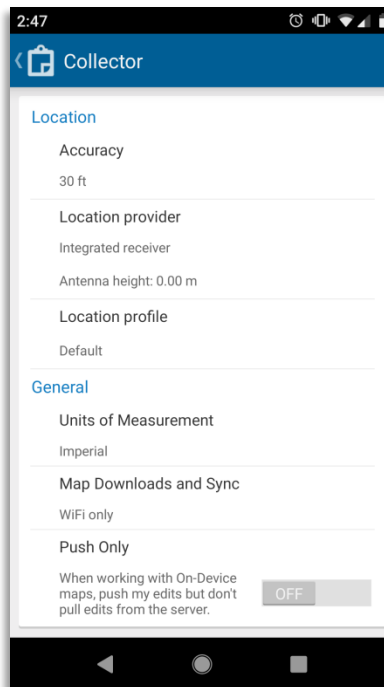 2:47
Collector
Location
Accuracy
30 ft
Location provider
Integrated receiver
Antenna height: 0.00 m
Location profile
Default
General
Units of Measurement
Imperial
Map Downloads and Sync
WiFi only
Push Only
When working with On-Device
maps, push my edits but don't
pull edits from the server.
OFF